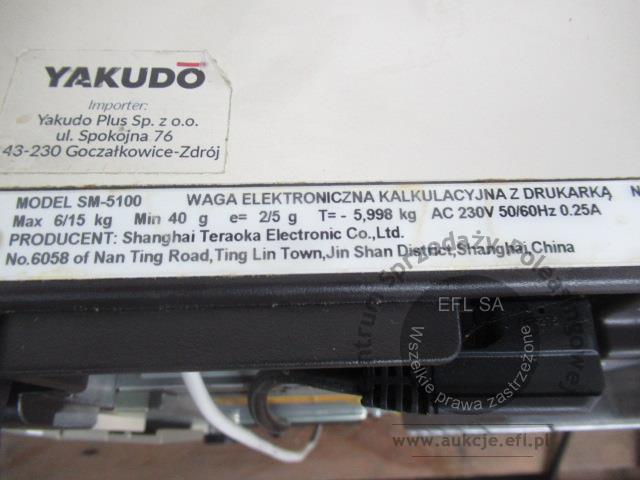 YAKUDO
Importer:
Yakudo Plus Sp. z o.o.
ul. Spokojna 76
43-230 Goczałkowice-Zdrój
MODEL SM-5100 WAGA ELEKTRONICZNA KALKULACYJNA Z DRUKARKĄ N
Max 6/15 kg Min 40 g e= 2/5 g T= - 5,998 kg AC 230V 50/60Hz 0.25A
PRODUCENT: Shanghai Teraoka Electronic Co.,Ltd.
No.6058 of Nan Ting Road,Ting Lin Town,Jin Shan District,Shanghai,China
Centrum Sprzedaży Poleasingowej
EFL SA
Wszelkie prawa zastrzeżone
www.aukcje.efl.pl